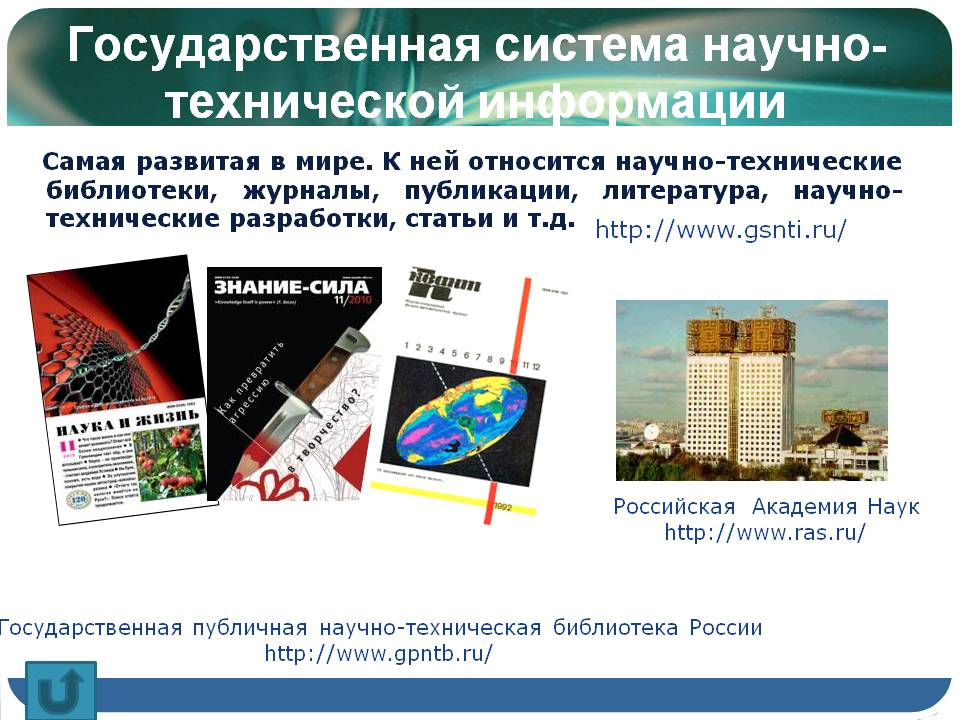 Государственная система научно-
технической информации
Самая развитая в мире. К ней относится научно-технические
библиотеки, журналы, публикации, литература, научно-
технические разработки, статьи и т.д.
http://www.gsnti.ru/
НАУКА И ЖИЗНЬ
11
ЗНАНИЕ-СИЛА
«Knowledge itself is power» (F. Bacon)
11/2010
Как превратить
агрессию
в творчество?
квант
1 2 3 4 5 6 7 8 9 10 11 12
1992
Российская Академия Наук
http://www.ras.ru/
Государственная публичная научно-техническая библиотека России
http://www.gpntb.ru/